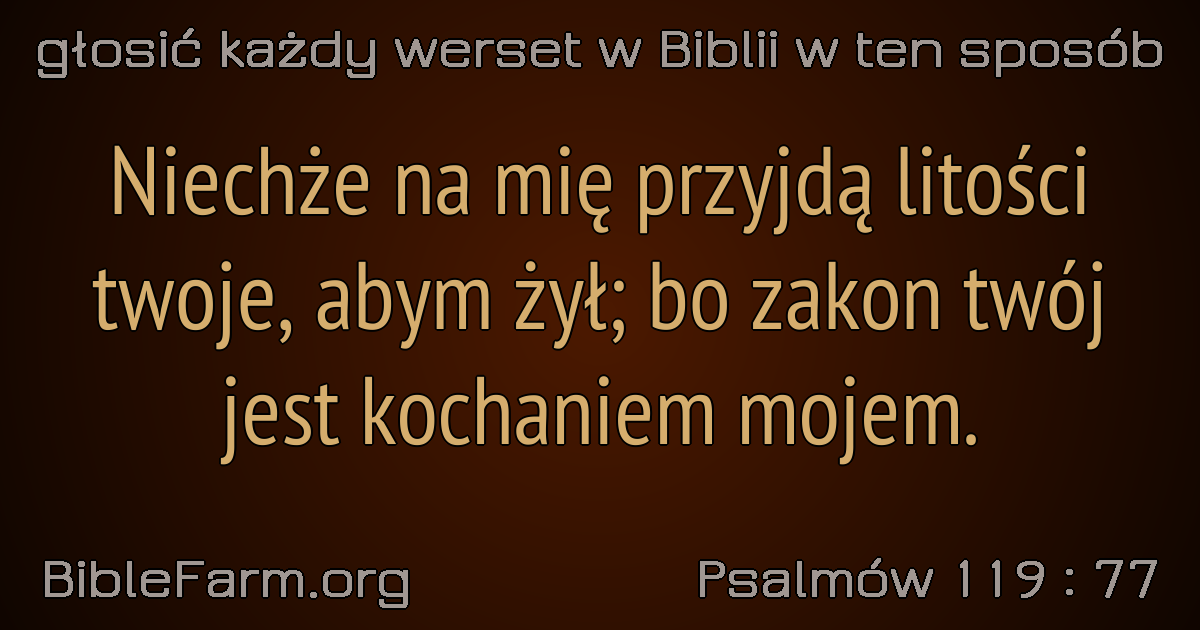 głosić każdy werset w Biblii w ten sposób
Niechże na mię przyjdą litości
twoje, abym żył; bo zakon twój
jest kochaniem mojem.
BibleFarm.org
Psalmów 119 : 77